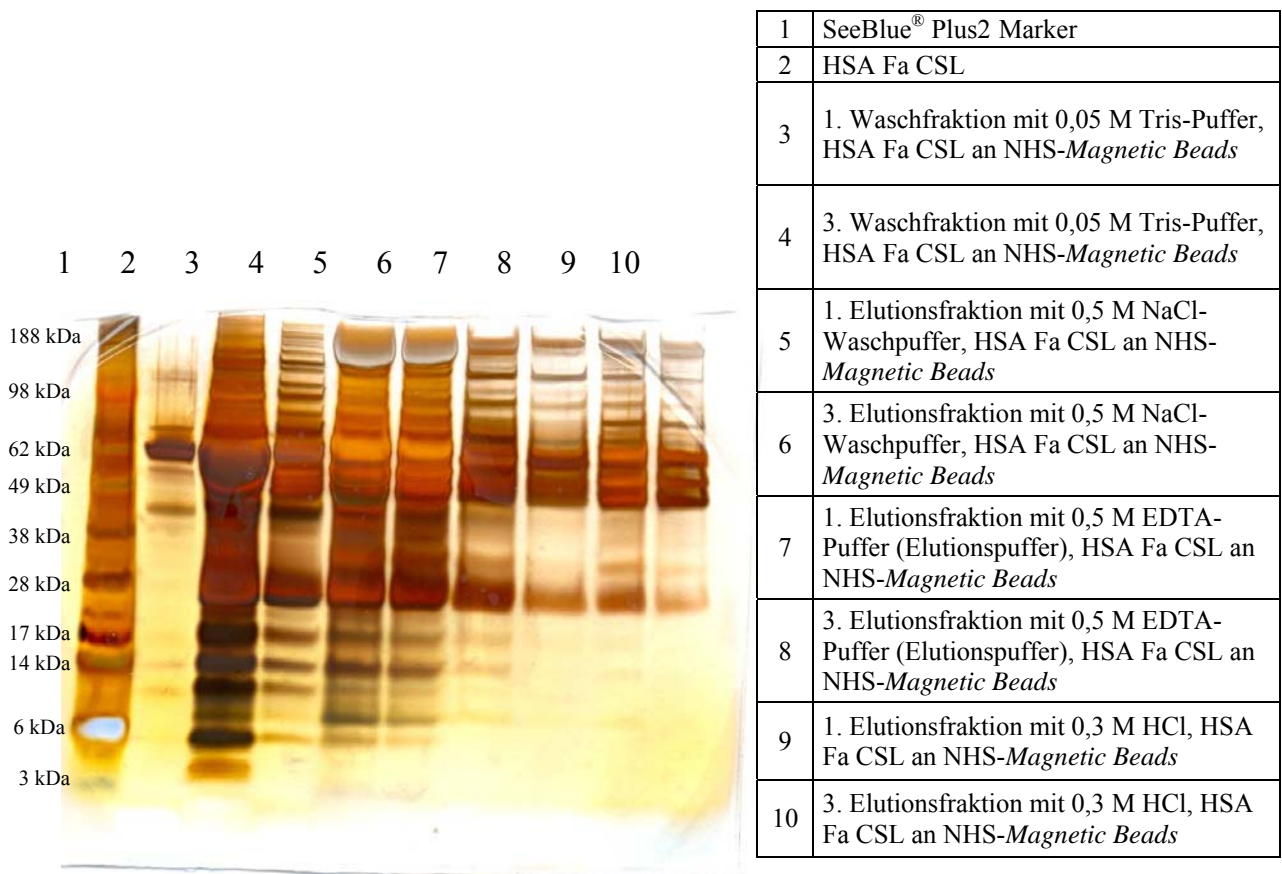 1 2 3 4 5 6 7 8 9 10
188 kDa
98 kDa
62 kDa
49 kDa
38 kDa
28 kDa
17 kDa
14 kDa
6 kDa
3 kDa
1 SeeBlue® Plus2 Marker
2 HSA Fa CSL
3 1. Waschfraktion mit 0,05 M Tris-Puffer,
HSA Fa CSL an NHS-Magnetic Beads
4 3. Waschfraktion mit 0,05 M Tris-Puffer,
HSA Fa CSL an NHS-Magnetic Beads
5 1. Elutionsfraktion mit 0,5 M NaCl-
Waschpuffer, HSA Fa CSL an NHS-
Magnetic Beads
6 3. Elutionsfraktion mit 0,5 M NaCl-
Waschpuffer, HSA Fa CSL an NHS-
Magnetic Beads
7 1. Elutionsfraktion mit 0,5 M EDTA-
Puffer (Elutionspuffer), HSA Fa CSL an
NHS-Magnetic Beads
8 3. Elutionsfraktion mit 0,5 M EDTA-
Puffer (Elutionspuffer), HSA Fa CSL an
NHS-Magnetic Beads
9 1. Elutionsfraktion mit 0,3 M HCl, HSA
Fa CSL an NHS-Magnetic Beads
10 3. Elutionsfraktion mit 0,3 M HCl, HSA
Fa CSL an NHS-Magnetic Beads